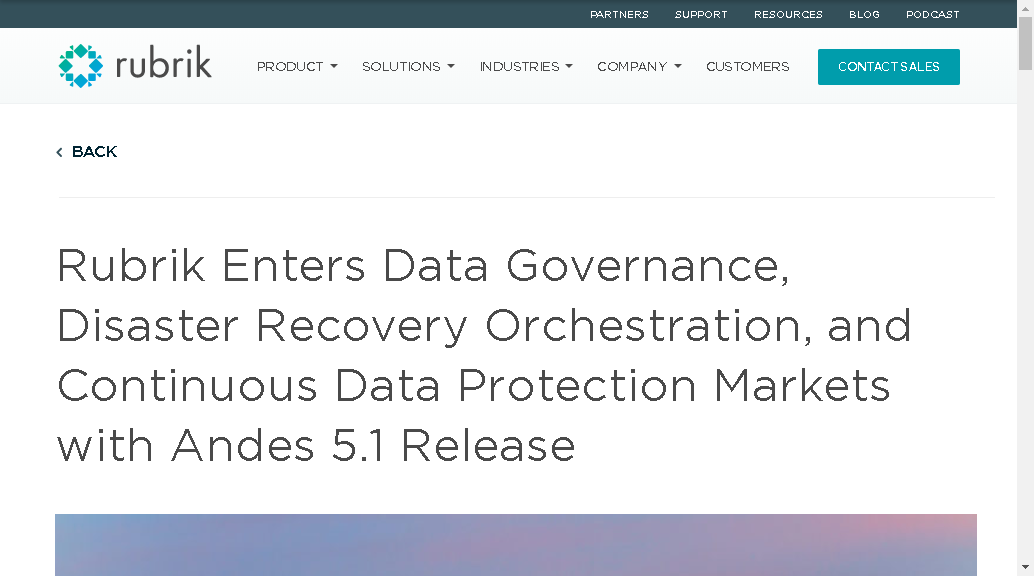 PARTNERS SUPPORT RESOURCES BLOG PODCAST
rubrik PRODUCT SOLUTIONS INDUSTRIES COMPANY CUSTOMERS CONTACT SALES
BACK
Rubrik Enters Data Governance,
Disaster Recovery Orchestration, and
Continuous Data Protection Markets
with Andes 5.1 Release